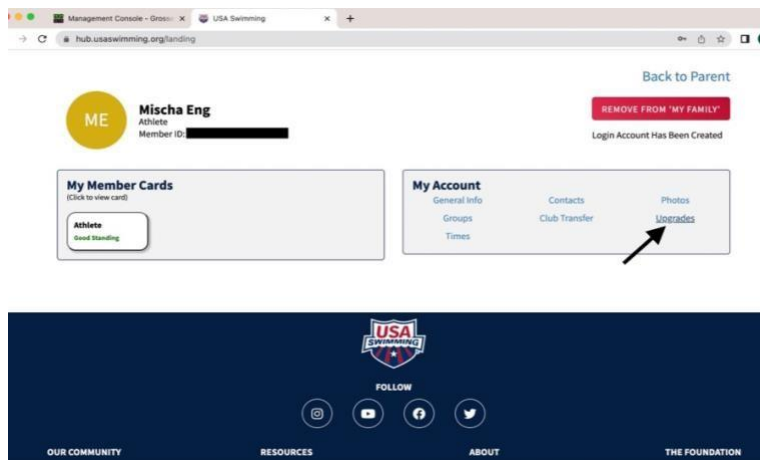 Management Console - Grosse
USA Swimming
hub.usaswimming.org/landing
Back to Parent
ME
Mischa Eng
Athlete
Member ID:
REMOVE FROM 'MY FAMILY'
Login Account Has Been Created
My Member Cards
(Click to view card)
Athlete
Good Standing
My Account
General Info Contacts Photos
Groups Club Transfer Upgrades
Times
USA
SWIMMING
FOLLOW
OUR COMMUNITY RESOURCES ABOUT THE FOUNDATION